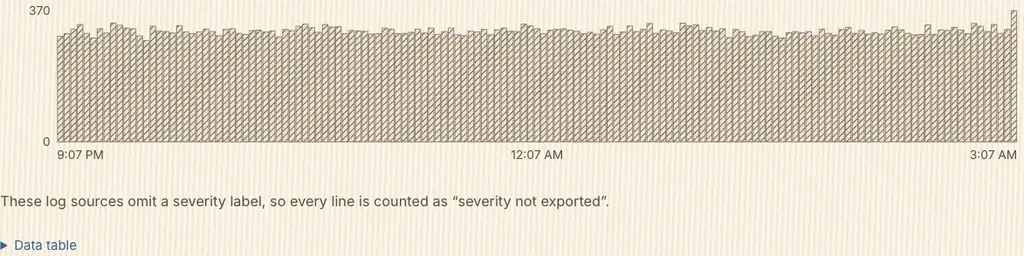 370
0
9:07 PM 12:07 AM 3:07 AM
These log sources omit a severity label, so every line is counted as “severity not exported”.
Data table